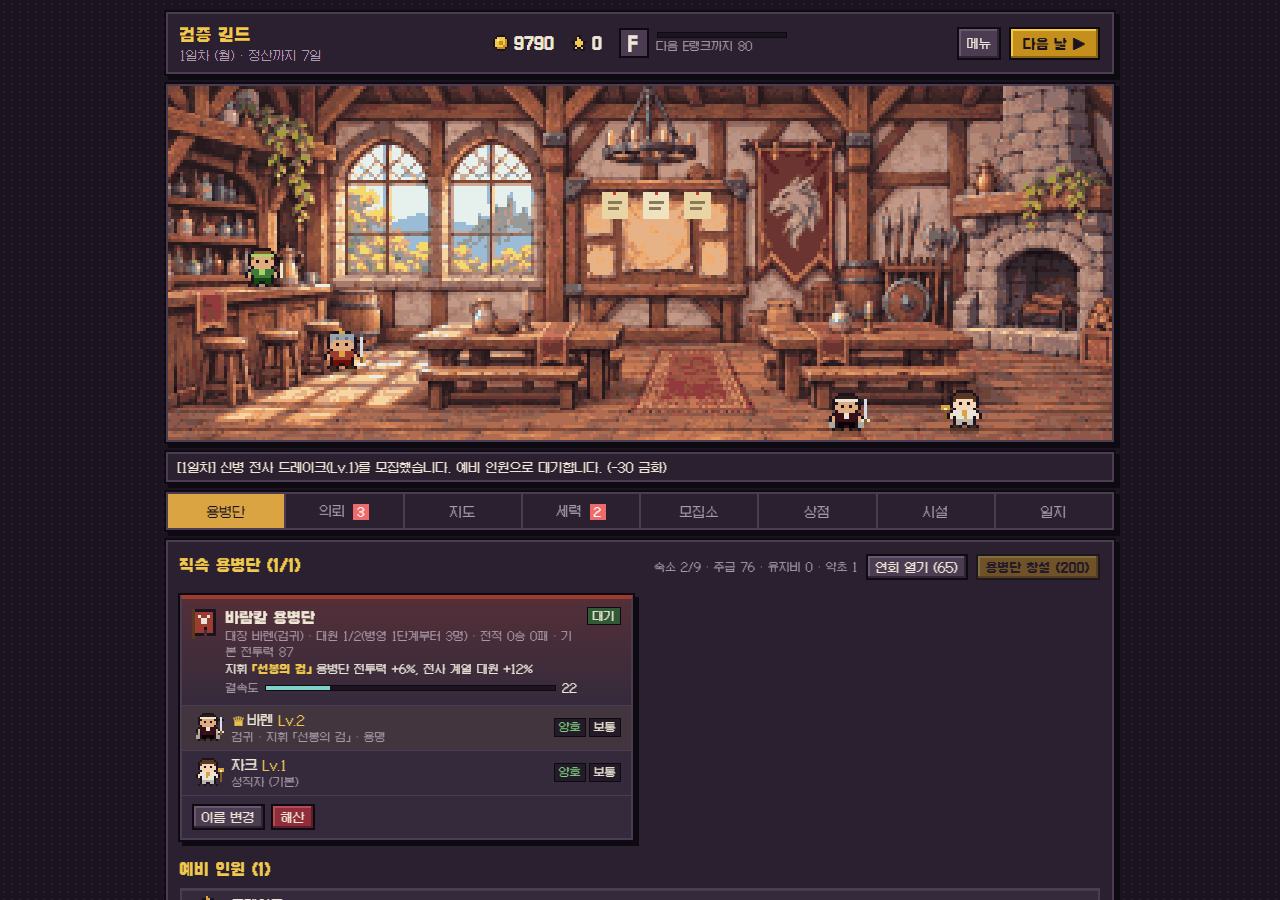 검증 길드
1일차 (월) · 정산까지 7일
9790
0
F
다음 E랭크까지 80
메뉴
다음 날 ▶
[1일차] 신병 전사 드레이크(Lv.1)를 모집했습니다. 예비 인원으로 대기합니다. (-30 금화)
용병단
의뢰 3
지도
세력 2
모집소
상점
시설
일지
직속 용병단 (1/1)
숙소 2/9 · 주급 76 · 유지비 0 · 약초 1
연회 열기 (65)
용병단 창설 (200)
바람칼 용병단
대기
대장 바렌(검귀) · 대원 1/2(병영 1단계부터 3명) · 전적 0승 0패 · 기
본 전투력 87
지휘 「선봉의 검」 용병단 전투력 +6%, 전사 계열 대원 +12%
결속도 22
바렌 Lv.2
검귀 · 지휘 「선봉의 검」 · 용맹
양호
보통
자크 Lv.1
성직자 (기본)
양호
보통
이름 변경
해산
예비 인원 (1)